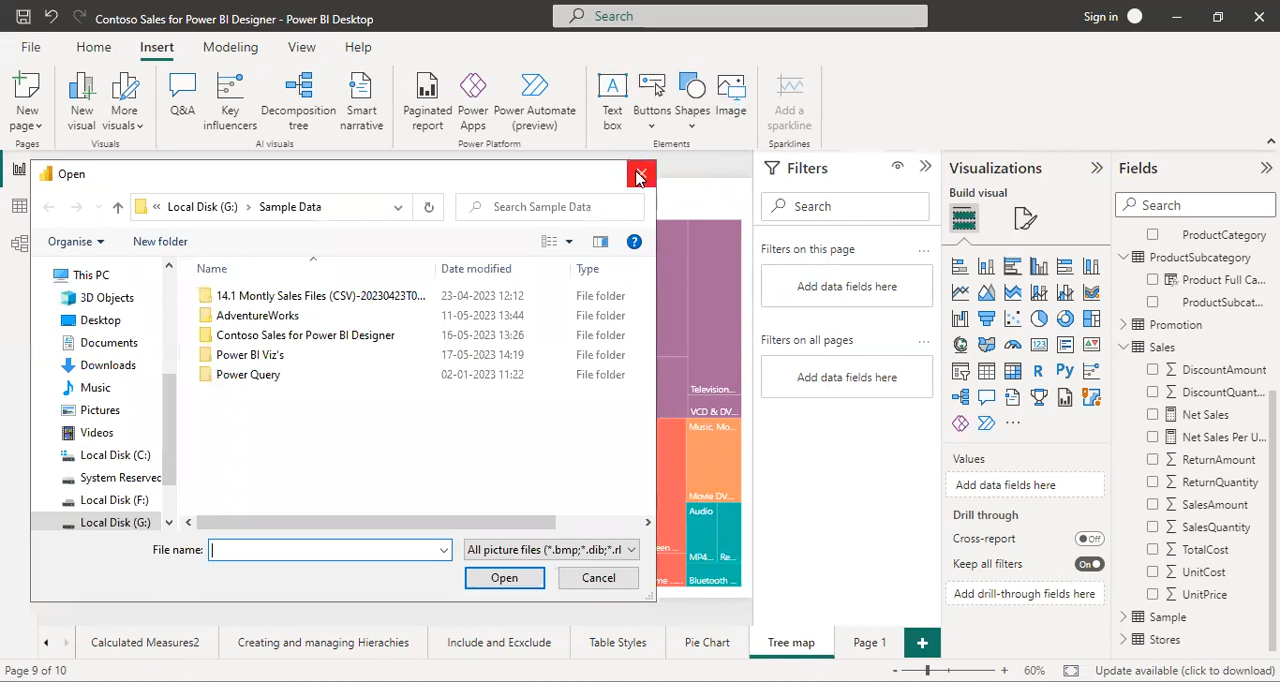 Contoso Sales for Power BI Designer - Power BI Desktop
Search
Sign in
File
Home
Insert
Modeling
View
Help
New page
New visual
More visuals
Q&A
Key influencers
Decomposition tree
Smart narrative
Paginated report
Power Apps
Power Automate (preview)
Text box
Buttons
Shapes
Image
Add a sparkline
Pages
Visuals
AI visuals
Power Platform
Elements
Sparklines
Open
« Local Disk (G:) › Sample Data
Search Sample Data
Organise
New folder
This PC
3D Objects
Desktop
Documents
Downloads
Music
Pictures
Videos
Local Disk (C:)
System Reserved
Local Disk (F:)
Local Disk (G:)
Name Date modified Type
14.1 Montly Sales Files (CSV)-20230423T0... 23-04-2023 12:12 File folder
AdventureWorks 11-05-2023 13:44 File folder
Contoso Sales for Power BI Designer 16-05-2023 13:26 File folder
Power BI Viz's 17-05-2023 14:19 File folder
Power Query 02-01-2023 11:22 File folder
File name:
All picture files (*.bmp;*.dib;*.rl
Open
Cancel
Television...
VCD & DV...
Music, Mo...
Movie DV...
Audio
MP4...
Re...
Bluetooth ...
Filters
Search
Filters on this page
Add data fields here
Filters on all pages
Add data fields here
Visualizations
Build visual
123
R
Py
Values
Add data fields here
Drill through
Cross-report
Off
Keep all filters
On
Add drill-through fields here
Fields
Search
ProductCategory
ProductSubcategory
Product Full Ca...
ProductSubcat...
Promotion
Sales
DiscountAmount
DiscountQuant...
Net Sales
Net Sales Per U...
ReturnAmount
ReturnQuantity
SalesAmount
SalesQuantity
TotalCost
UnitCost
UnitPrice
Sample
Stores
Calculated Measures2
Creating and managing Hierachies
Include and Ecxclude
Table Styles
Pie Chart
Tree map
Page 1
Page 9 of 10
60%
Update available (click to download)